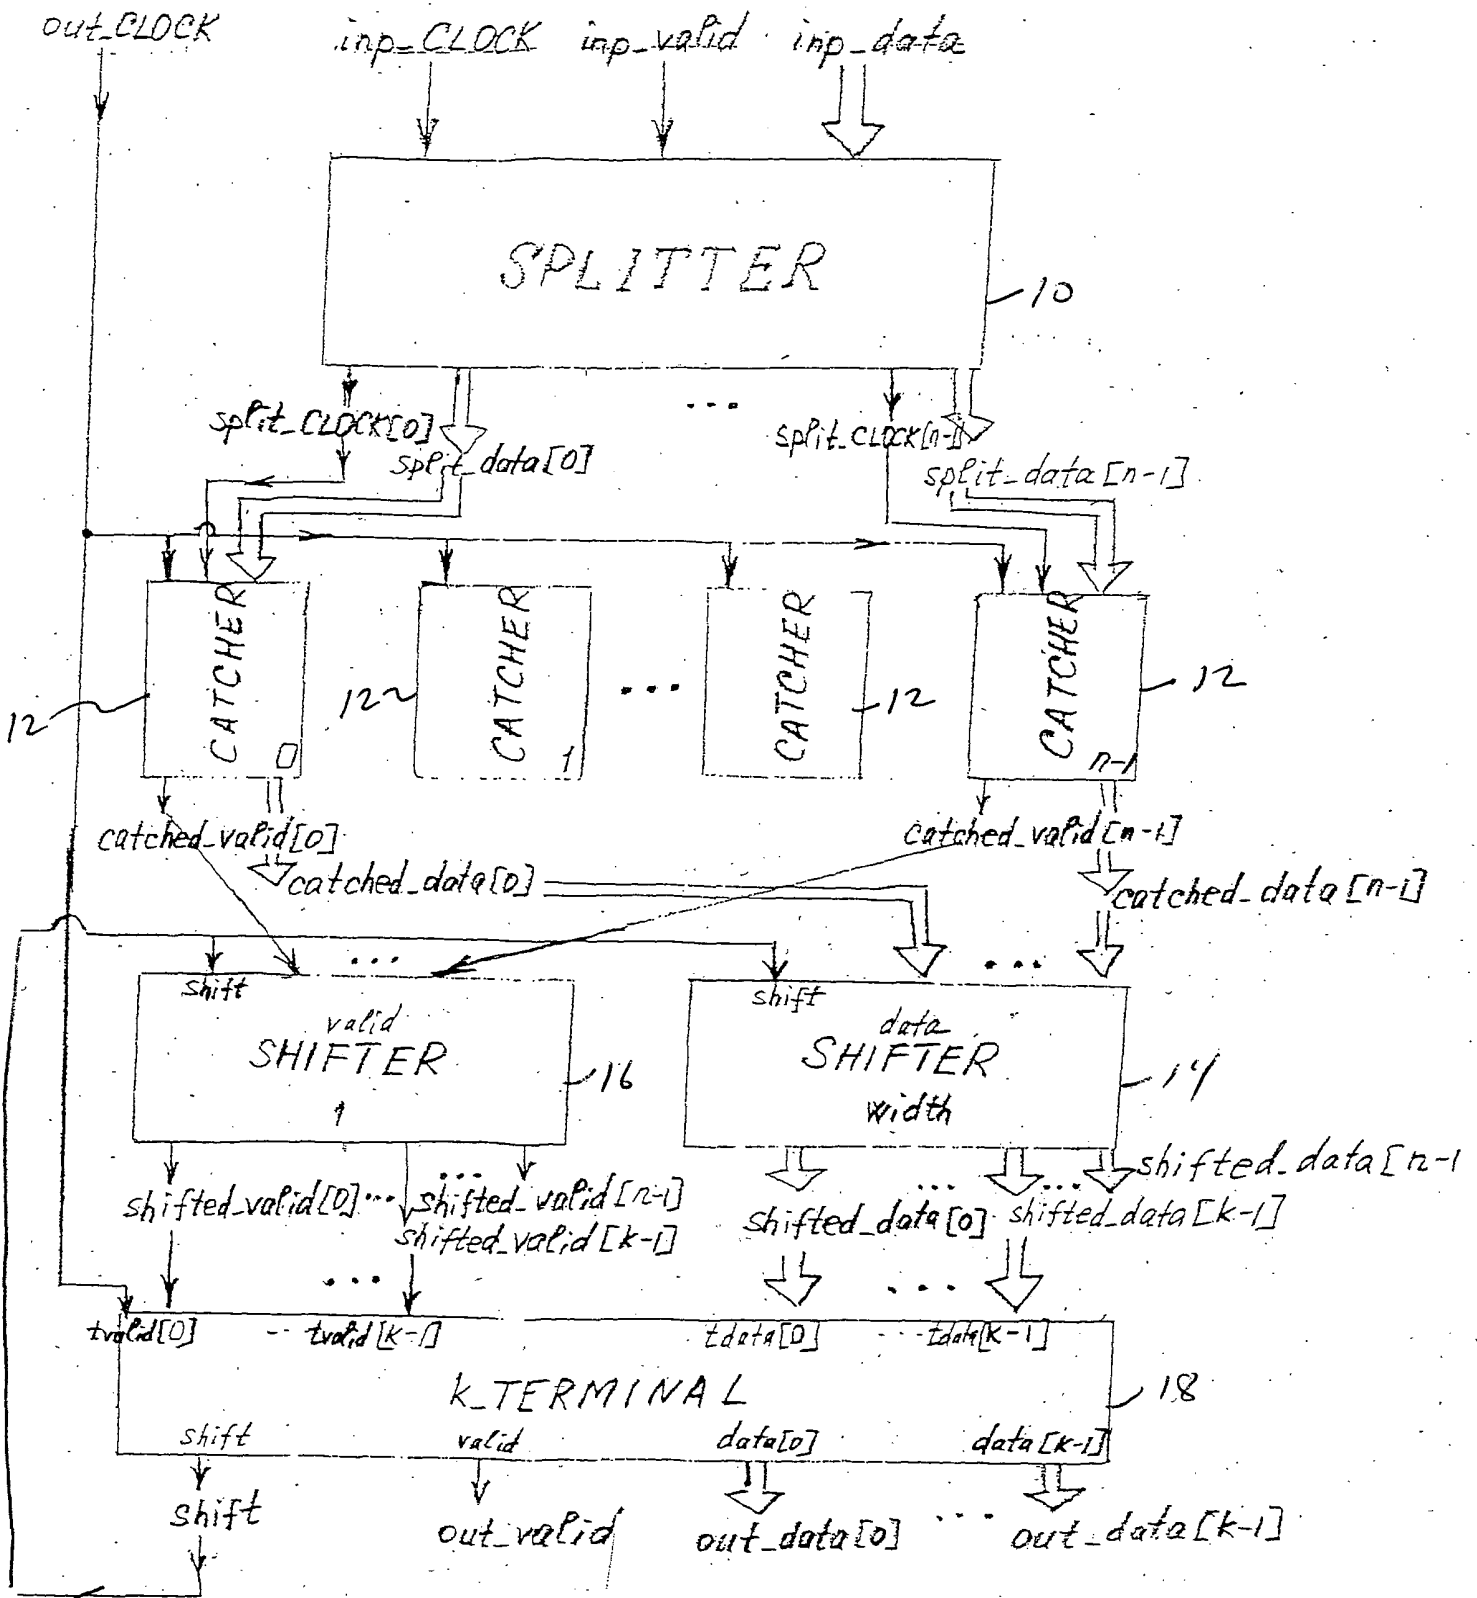 out_CLOCK inp_CLOCK inp_valid inp_data
SPLITTER
10
split_CLOCK[0] split_data[0] ... split_CLOCK[n-1] split_data[n-1]
CATCHER 0
CATCHER 1
...
CATCHER
CATCHER n-1
12 12 12 12
catched_valid[0] catched_valid[n-1]
catched_data[0] catched_data[n-1]
... ...
shift shift
valid data
SHIFTER SHIFTER
16 14
1 width
shifted_valid[0] ... shifted_valid[n-1] shifted_data[n-1
... shifted_valid[k-1] shifted_data[0] ... shifted_data[k-1] ...
... ...
tvalid[0] ... tvalid[k-1] tdata[0] ... tdata[k-1]
K_TERMINAL
18
shift valid data[0] data[k-1]
shift out_valid out_data[0] ... out_data[k-1]